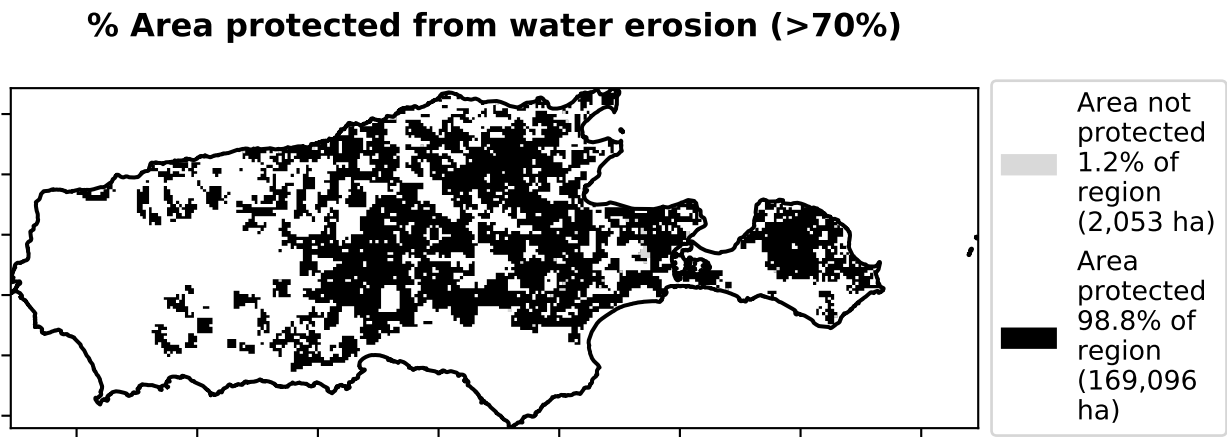 % Area protected from water erosion (>70%)
Area not
protected
1.2% of
region
(2,053 ha)
Area
protected
98.8% of
region
(169,096
ha)